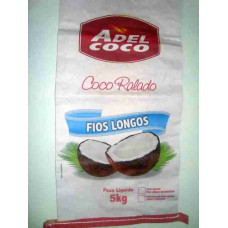 ADEL
COCO
Coco Ralado
FIOS LONGOS
Peso Líquido
5kg